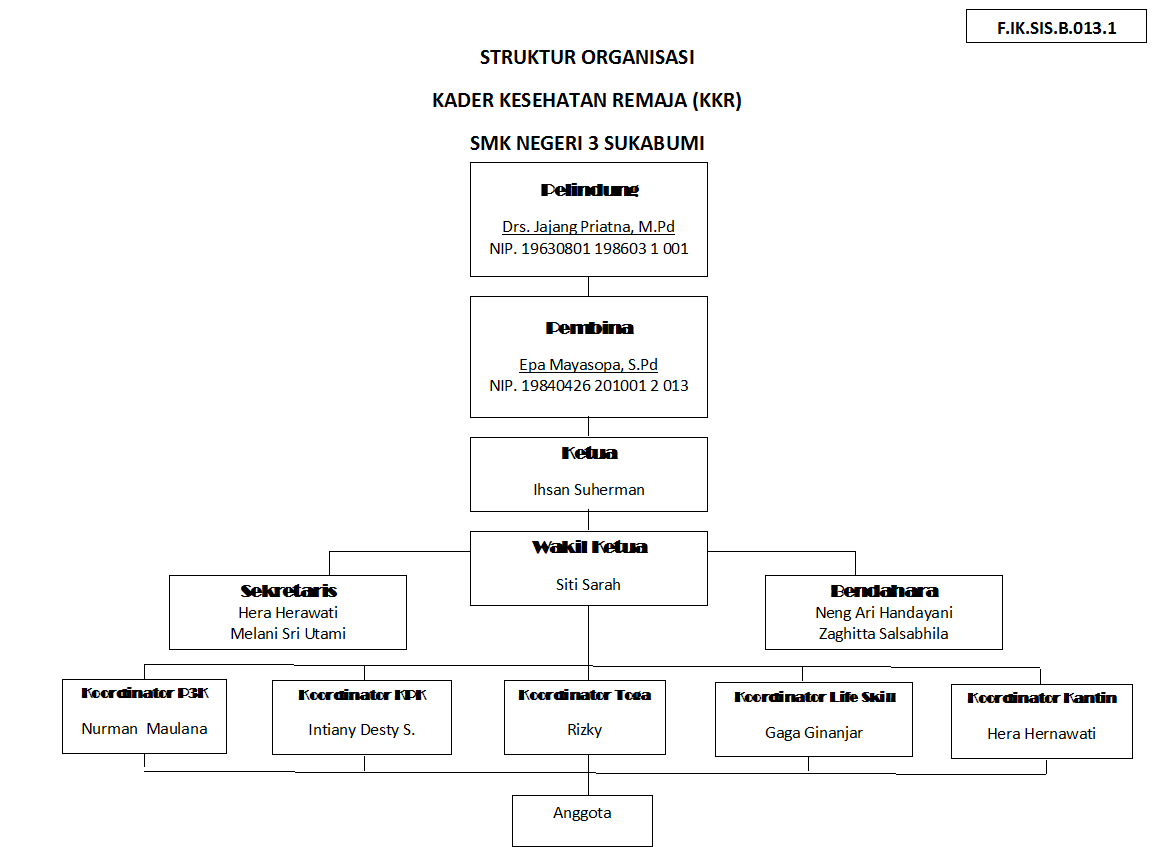 F.IK.SIS.B.013.1
STRUKTUR ORGANISASI
KADER KESEHATAN REMAJA (KKR)
SMK NEGERI 3 SUKABUMI
Pelindung
Drs. Jajang Priatna, M.Pd
NIP. 19630801 198603 1 001
Pembina
Epa Mayasopa, S.Pd
NIP. 19840426 201001 2 013
Ketua
Ihsan Suherman
Wakil Ketua
Siti Sarah
Sekretaris
Hera Herawati
Melani Sri Utami
Bendahara
Neng Ari Handayani
Zaghitta Salsabhila
Koordinator P3K
Nurman Maulana
Koordinator KPK
Intiany Desty S.
Koordinator Toga
Rizky
Koordinator Life Skill
Gaga Ginanjar
Koordinator Kantin
Hera Hernawati
Anggota